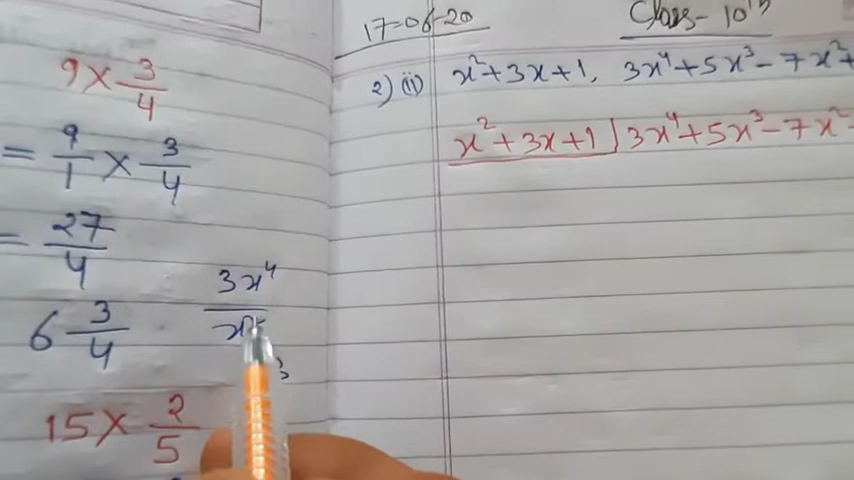 9 × 3/4
= 9/1 × 3/4
= 27/4
6 3/4
3x⁴
15 × 2/5
17-06-20
Class - 10th
2) (ii) x² + 3x + 1, 3x⁴ + 5x³ - 7x² +
x² + 3x + 1 ) 3x⁴ + 5x³ - 7x²